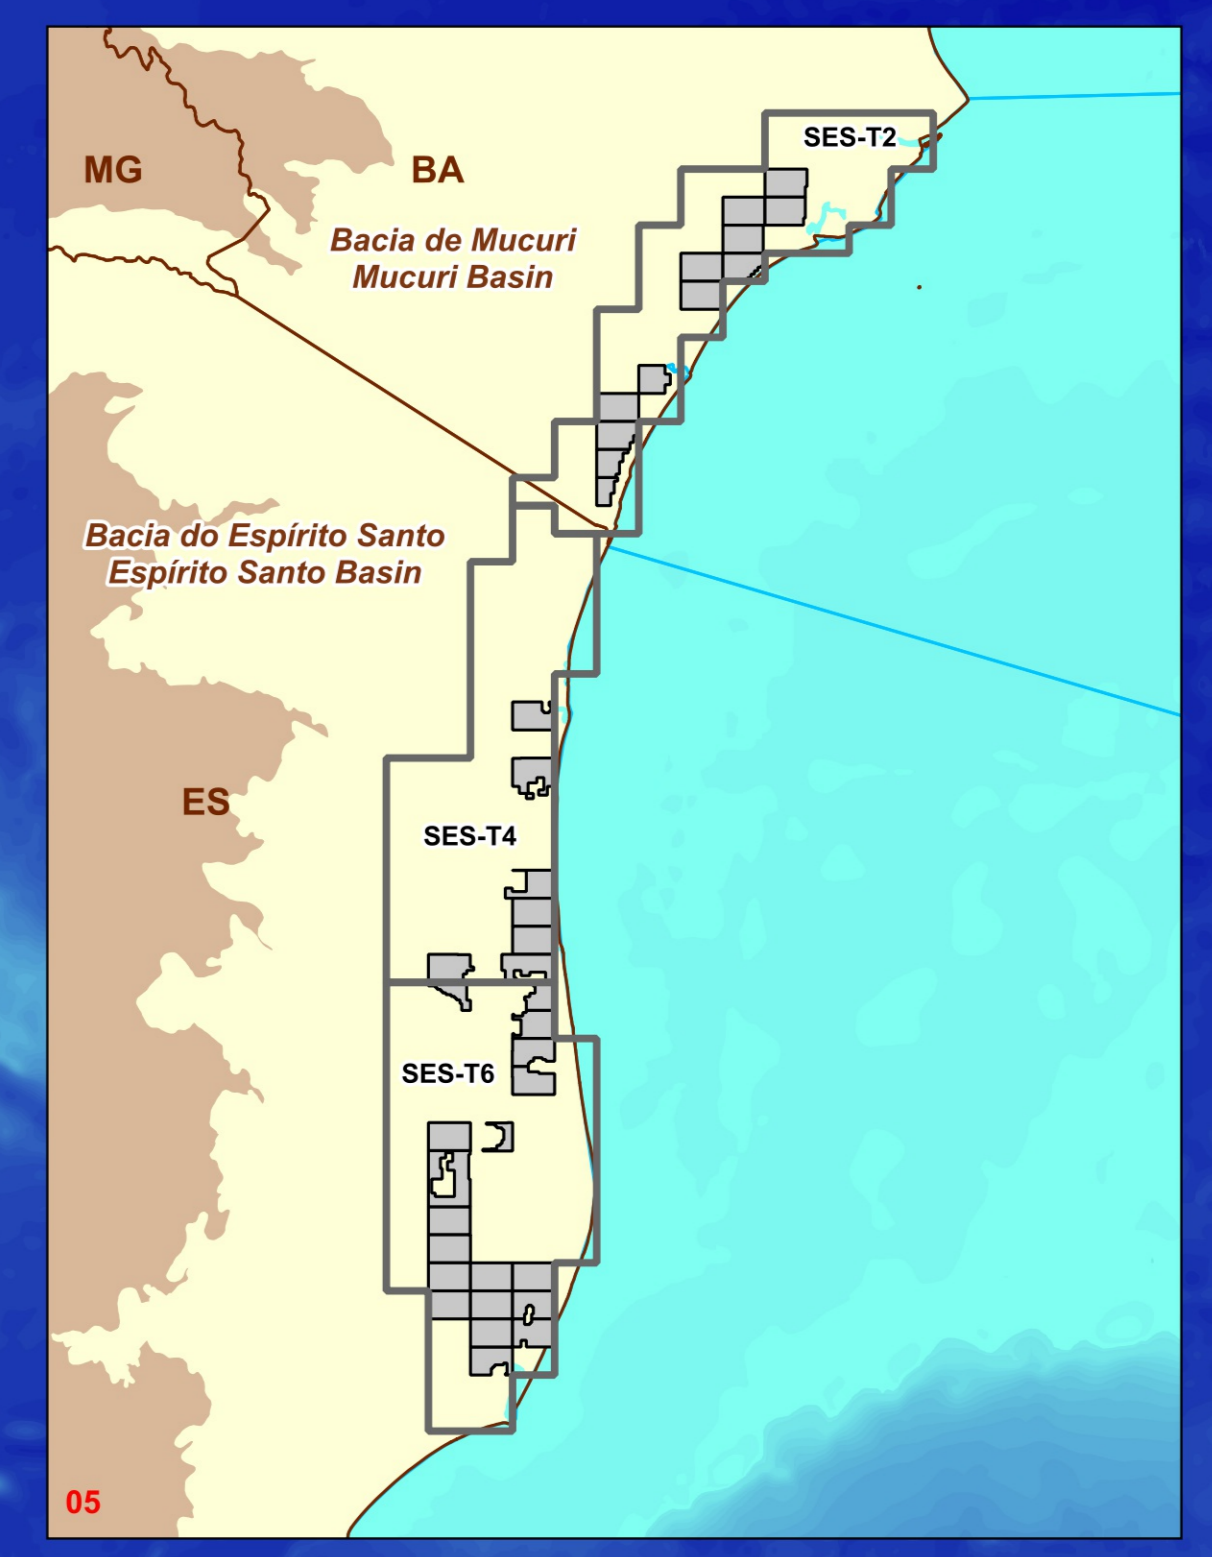 SES-T2
MG
BA
Bacia de Mucuri
Mucuri Basin
Bacia do Espírito Santo
Espírito Santo Basin
ES
SES-T4
SES-T6
05